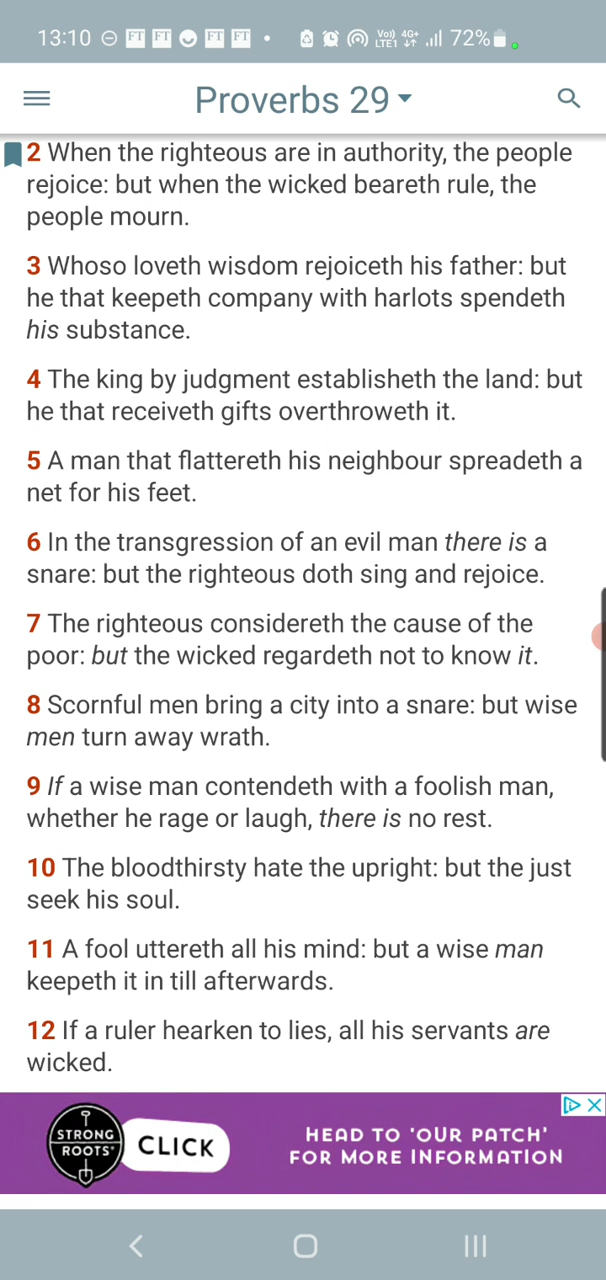 13:10 FT FT FT FT Vo)) LTE1 4G+ 72%
Proverbs 29
2 When the righteous are in authority, the people
rejoice: but when the wicked beareth rule, the
people mourn.
3 Whoso loveth wisdom rejoiceth his father: but
he that keepeth company with harlots spendeth
his substance.
4 The king by judgment establisheth the land: but
he that receiveth gifts overthroweth it.
5 A man that flattereth his neighbour spreadeth a
net for his feet.
6 In the transgression of an evil man there is a
snare: but the righteous doth sing and rejoice.
7 The righteous considereth the cause of the
poor: but the wicked regardeth not to know it.
8 Scornful men bring a city into a snare: but wise
men turn away wrath.
9 If a wise man contendeth with a foolish man,
whether he rage or laugh, there is no rest.
10 The bloodthirsty hate the upright: but the just
seek his soul.
11 A fool uttereth all his mind: but a wise man
keepeth it in till afterwards.
12 If a ruler hearken to lies, all his servants are
wicked.
STRONG
ROOTS
CLICK
HEAD TO 'OUR PATCH'
FOR MORE INFORMATION